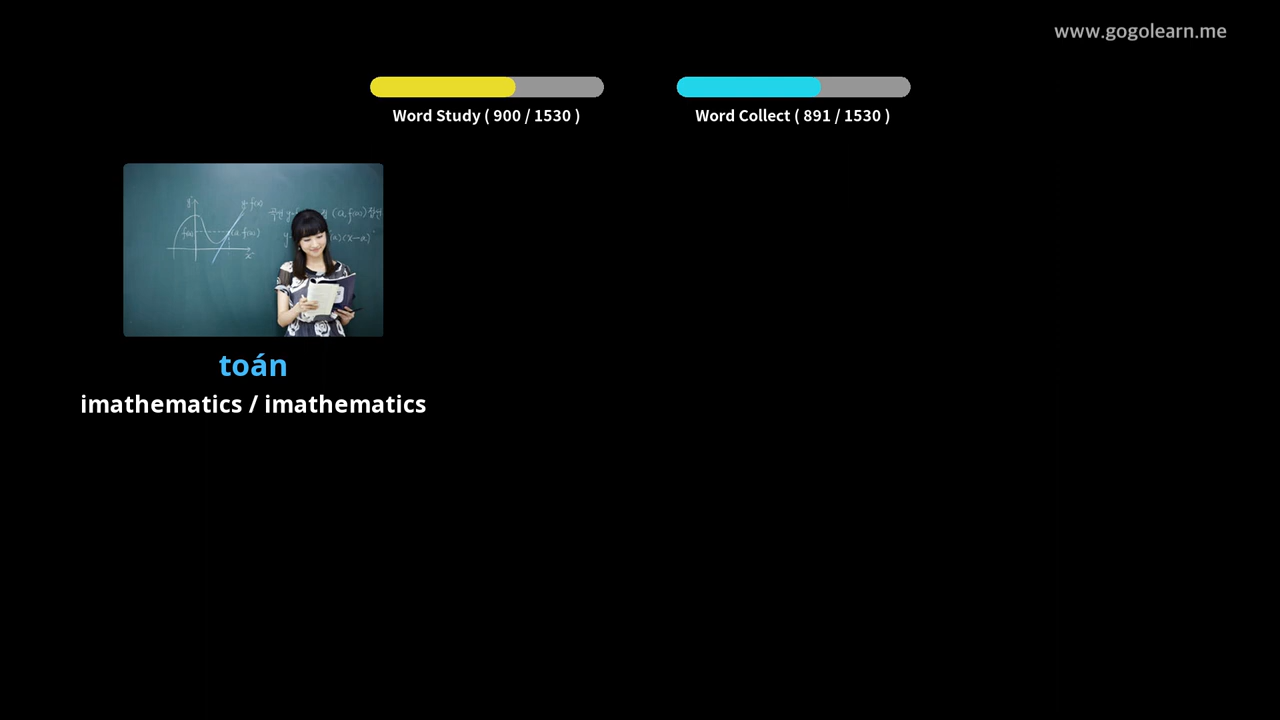 www.gogolearn.me
Word Study ( 900 / 1530 )
Word Collect ( 891 / 1530 )
toán
imathematics / imathematics